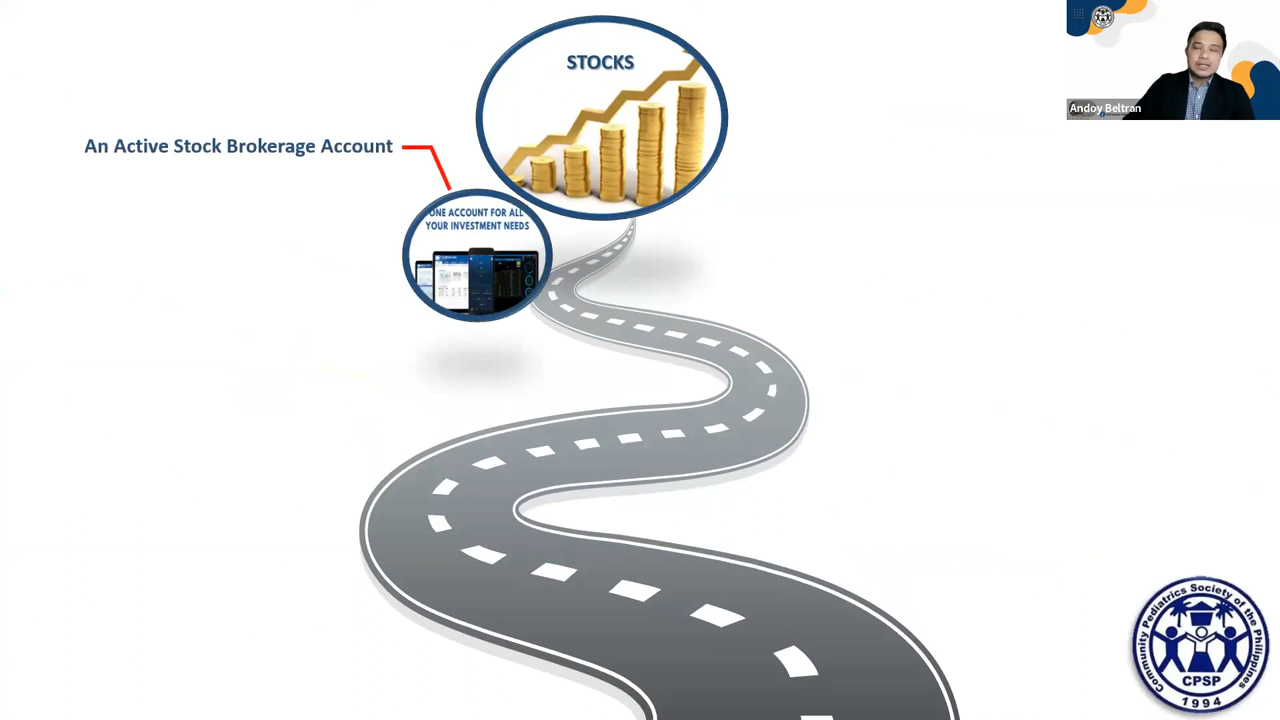 STOCKS
An Active Stock Brokerage Account
ONE ACCOUNT FOR ALL
YOUR INVESTMENT NEEDS
Andoy Beltran
Community Pediatrics Society of the Philippines
CPSP
1994